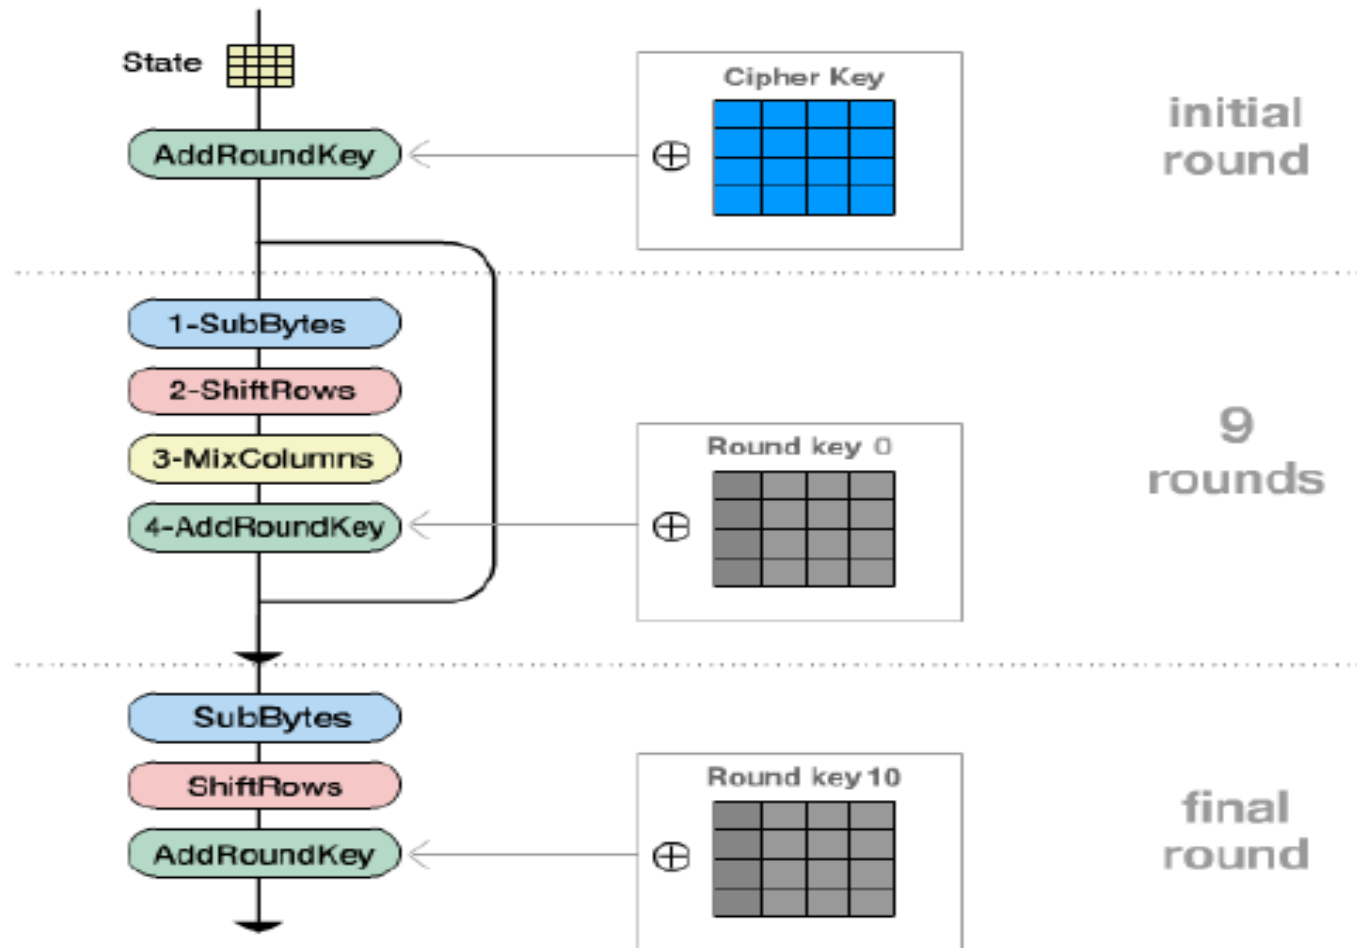 State
Cipher Key
initial
round
AddRoundKey
1-SubBytes
2-ShiftRows
3-MixColumns
4-AddRoundKey
Round key 0
9
rounds
SubBytes
ShiftRows
AddRoundKey
Round key 10
final
round